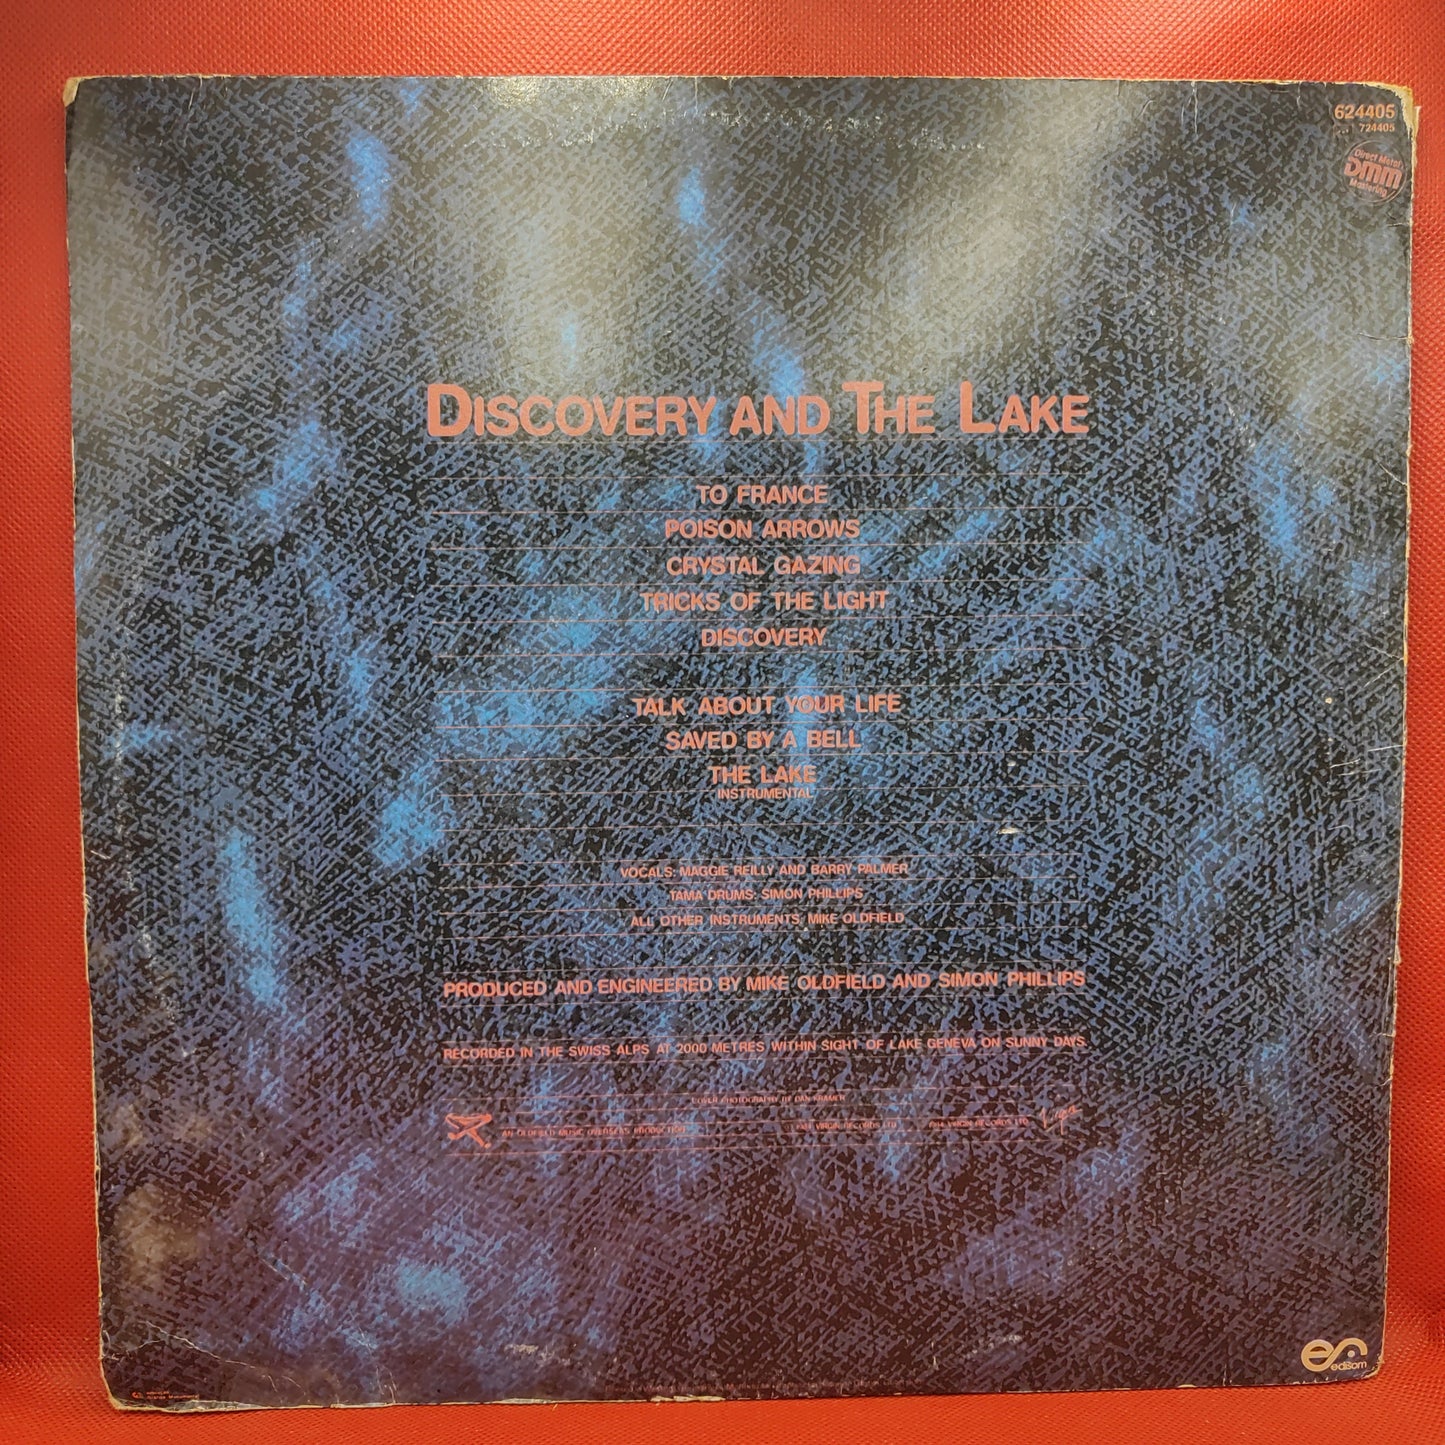 624405
724405
Direct Metal
DMM
Mastering
DISCOVERY AND THE LAKE
TO FRANCE
POISON ARROWS
CRYSTAL GAZING
TRICKS OF THE LIGHT
DISCOVERY
TALK ABOUT YOUR LIFE
SAVED BY A BELL
THE LAKE
INSTRUMENTAL
VOCALS: MAGGIE REILLY AND BARRY PALMER
TAMA DRUMS: SIMON PHILLIPS
ALL OTHER INSTRUMENTS: MIKE OLDFIELD
PRODUCED AND ENGINEERED BY MIKE OLDFIELD AND SIMON PHILLIPS
RECORDED IN THE SWISS ALPS AT 2000 METRES WITHIN SIGHT OF LAKE GENEVA ON SUNNY DAYS.
COVER PHOTOGRAPHY BY DAN KRAMER
AN OLDFIELD MUSIC OVERSEAS PRODUCTION 1984 VIRGIN RECORDS LTD 1984 VIRGIN RECORDS LTD Virgin
edisom